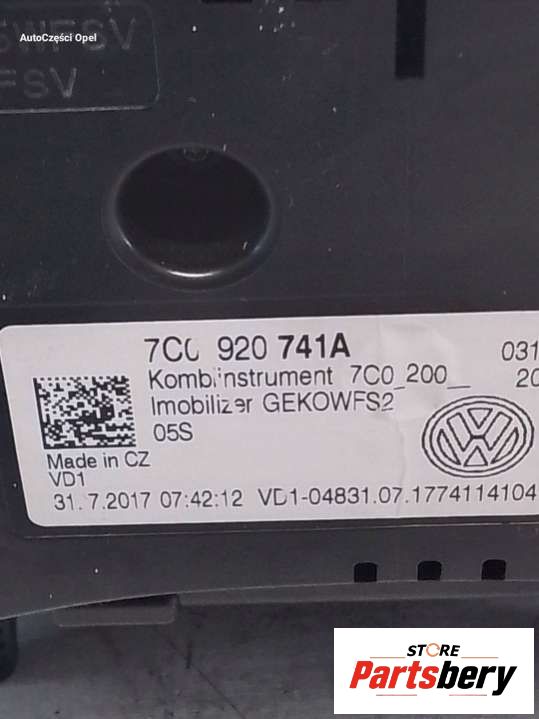 AutoCzęści Opel
FSV
7C0 920 741A
031
Kombiinstrument 7C0_200__
20
Imobilizer GEKOWFS2
05S
Made in CZ
VD1
31.7.2017 07:42:12 VD1-04831.07.1774114104
STORE
Partsbery